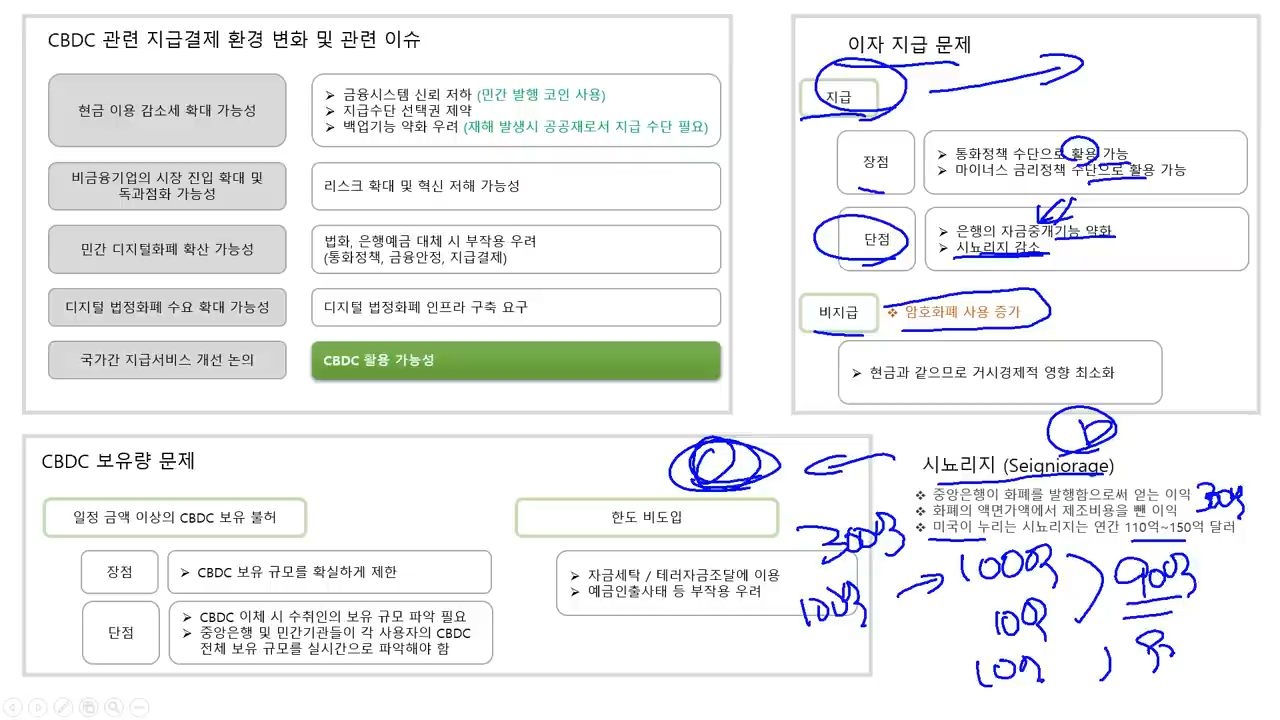 CBDC 관련 지급결제 환경 변화 및 관련 이슈
현금 이용 감소세 확대 가능성
➤ 금융시스템 신뢰 저하 (민간 발행 코인 사용)
➤ 지급수단 선택권 제약
➤ 백업기능 약화 우려 (재해 발생시 공공재로서 지급 수단 필요)
비금융기업의 시장 진입 확대 및
독과점화 가능성
리스크 확대 및 혁신 저해 가능성
민간 디지털화폐 확산 가능성
법화, 은행예금 대체 시 부작용 우려
(통화정책, 금융안정, 지급결제)
디지털 법정화폐 수요 확대 가능성
디지털 법정화폐 인프라 구축 요구
국가간 지급서비스 개선 논의
CBDC 활용 가능성
이자 지급 문제
지급
장점
➤ 통화정책 수단으로 활용 가능
➤ 마이너스 금리정책 수단으로 활용 가능
단점
➤ 은행의 자금중개기능 약화
➤ 시뇨리지 감소
비지급
❖ 암호화폐 사용 증가
➤ 현금과 같으므로 거시경제적 영향 최소화
CBDC 보유량 문제
일정 금액 이상의 CBDC 보유 불허
장점
➤ CBDC 보유 규모를 확실하게 제한
단점
➤ CBDC 이체 시 수취인의 보유 규모 파악 필요
➤ 중앙은행 및 민간기관들이 각 사용자의 CBDC
전체 보유 규모를 실시간으로 파악해야 함
한도 비도입
➤ 자금세탁 / 테러자금조달에 이용
➤ 예금인출사태 등 부작용 우려
시뇨리지 (Seigniorage)
❖ 중앙은행이 화폐를 발행함으로써 얻는 이익
❖ 화폐의 액면가액에서 제조비용을 뺀 이익
❖ 미국이 누리는 시뇨리지는 연간 110억~150억 달러
300억
300억
100억
1000원
10원
10원